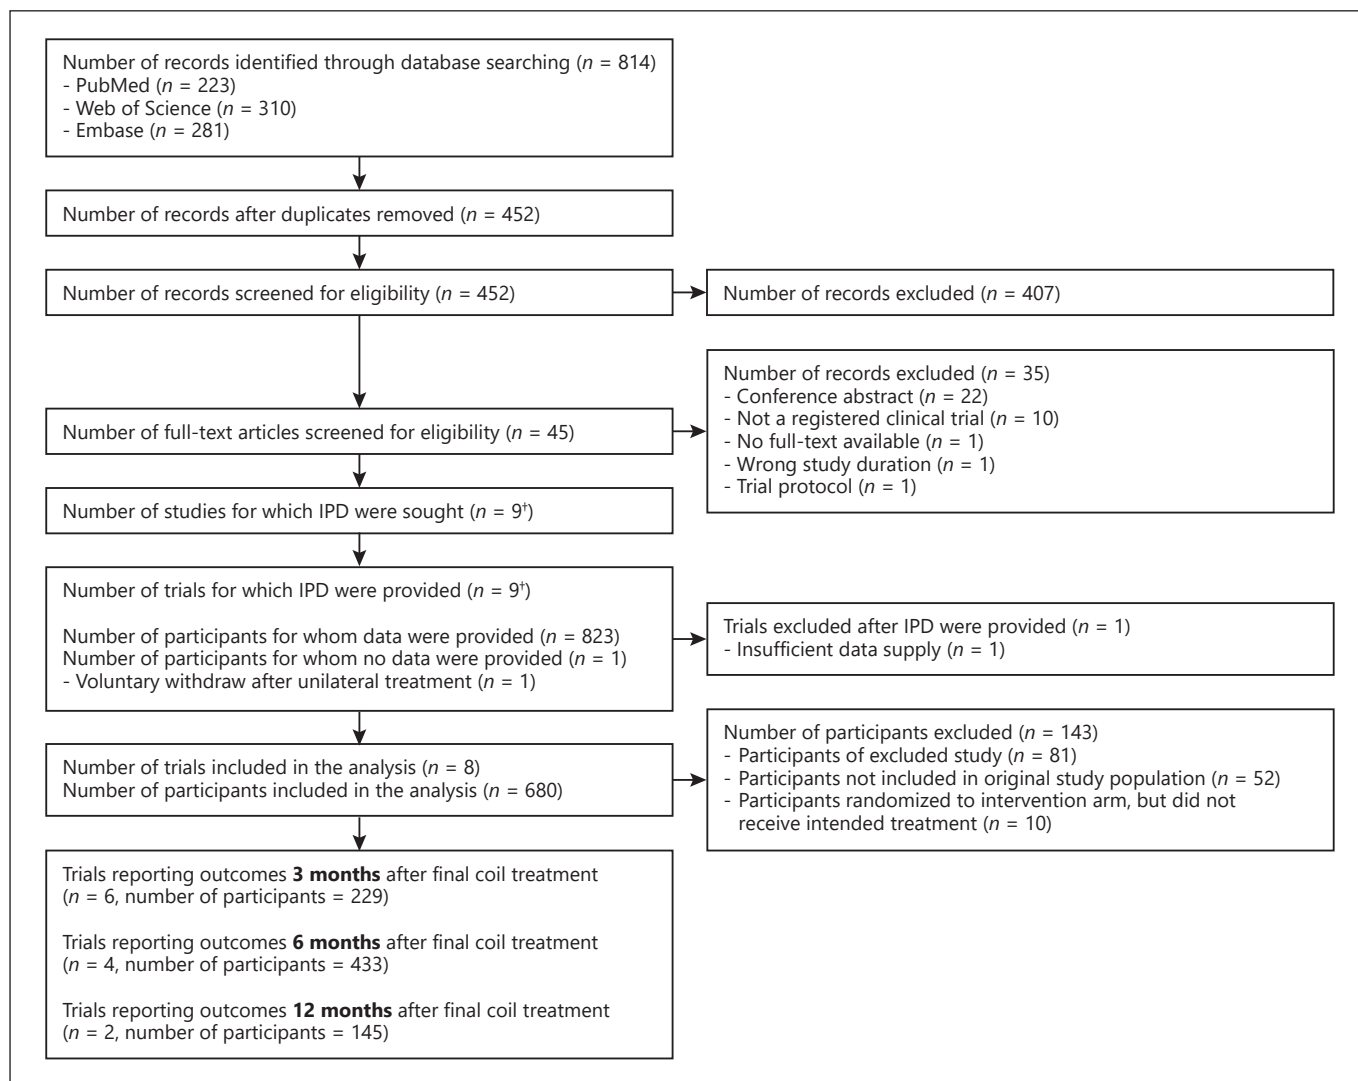 Number of records identified through database searching (n = 814)
- PubMed (n = 223)
- Web of Science (n = 310)
- Embase (n = 281)
Number of records after duplicates removed (n = 452)
Number of records screened for eligibility (n = 452)
Number of records excluded (n = 407)
Number of full-text articles screened for eligibility (n = 45)
Number of records excluded (n = 35)
- Conference abstract (n = 22)
- Not a registered clinical trial (n = 10)
- No full-text available (n = 1)
- Wrong study duration (n = 1)
- Trial protocol (n = 1)
Number of studies for which IPD were sought (n = 9†)
Number of trials for which IPD were provided (n = 9†)
Number of participants for whom data were provided (n = 823)
Number of participants for whom no data were provided (n = 1)
- Voluntary withdraw after unilateral treatment (n = 1)
Trials excluded after IPD were provided (n = 1)
- Insufficient data supply (n = 1)
Number of trials included in the analysis (n = 8)
Number of participants included in the analysis (n = 680)
Number of participants excluded (n = 143)
- Participants of excluded study (n = 81)
- Participants not included in original study population (n = 52)
- Participants randomized to intervention arm, but did not
receive intended treatment (n = 10)
Trials reporting outcomes 3 months after final coil treatment
(n = 6, number of participants = 229)
Trials reporting outcomes 6 months after final coil treatment
(n = 4, number of participants = 433)
Trials reporting outcomes 12 months after final coil treatment
(n = 2, number of participants = 145)